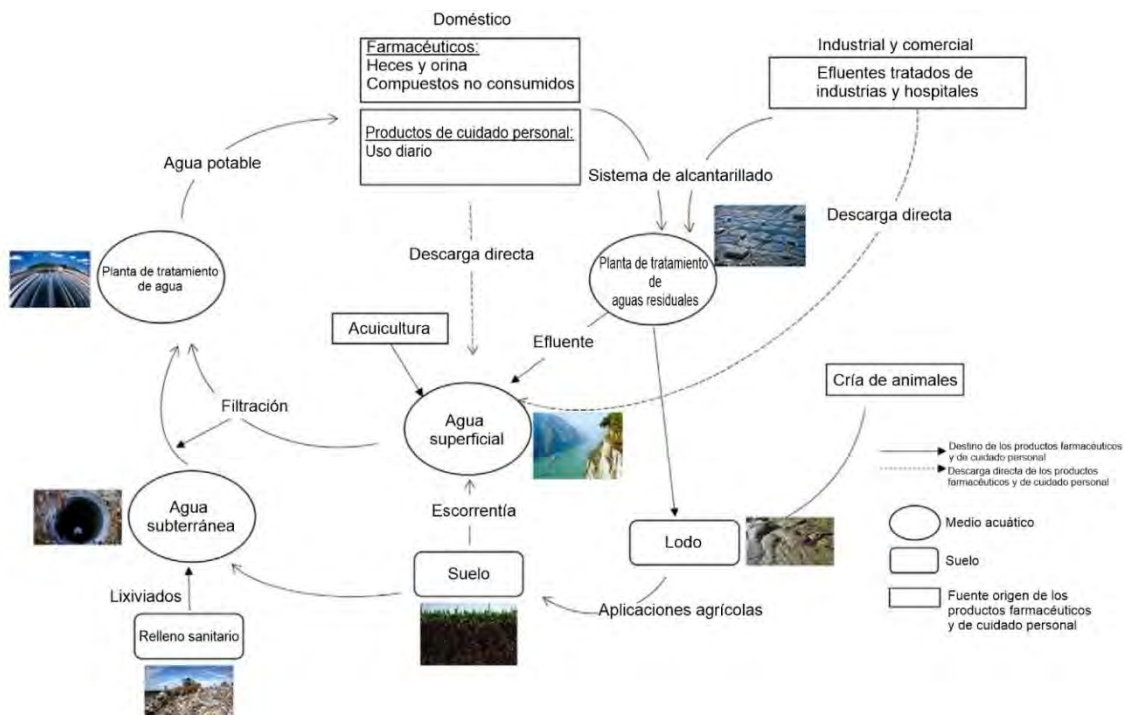 Doméstico
Farmacéuticos:
Heces y orina
Compuestos no consumidos
Productos de cuidado personal:
Uso diario
Industrial y comercial
Efluentes tratados de
industrias y hospitales
Agua potable
Sistema de alcantarillado
Descarga directa
Descarga directa
Planta de tratamiento
de agua
Planta de tratamiento
de
aguas residuales
Acuicultura
Efluente
Cría de animales
Filtración
Agua
superficial
Destino de los productos farmacéuticos
y de cuidado personal
Descarga directa de los productos
farmacéuticos y de cuidado personal
Agua
subterránea
Escorrentía
Medio acuático
Lodo
Suelo
Suelo
Lixiviados
Aplicaciones agrícolas
Fuente origen de los
productos farmacéuticos
y de cuidado personal
Relleno sanitario